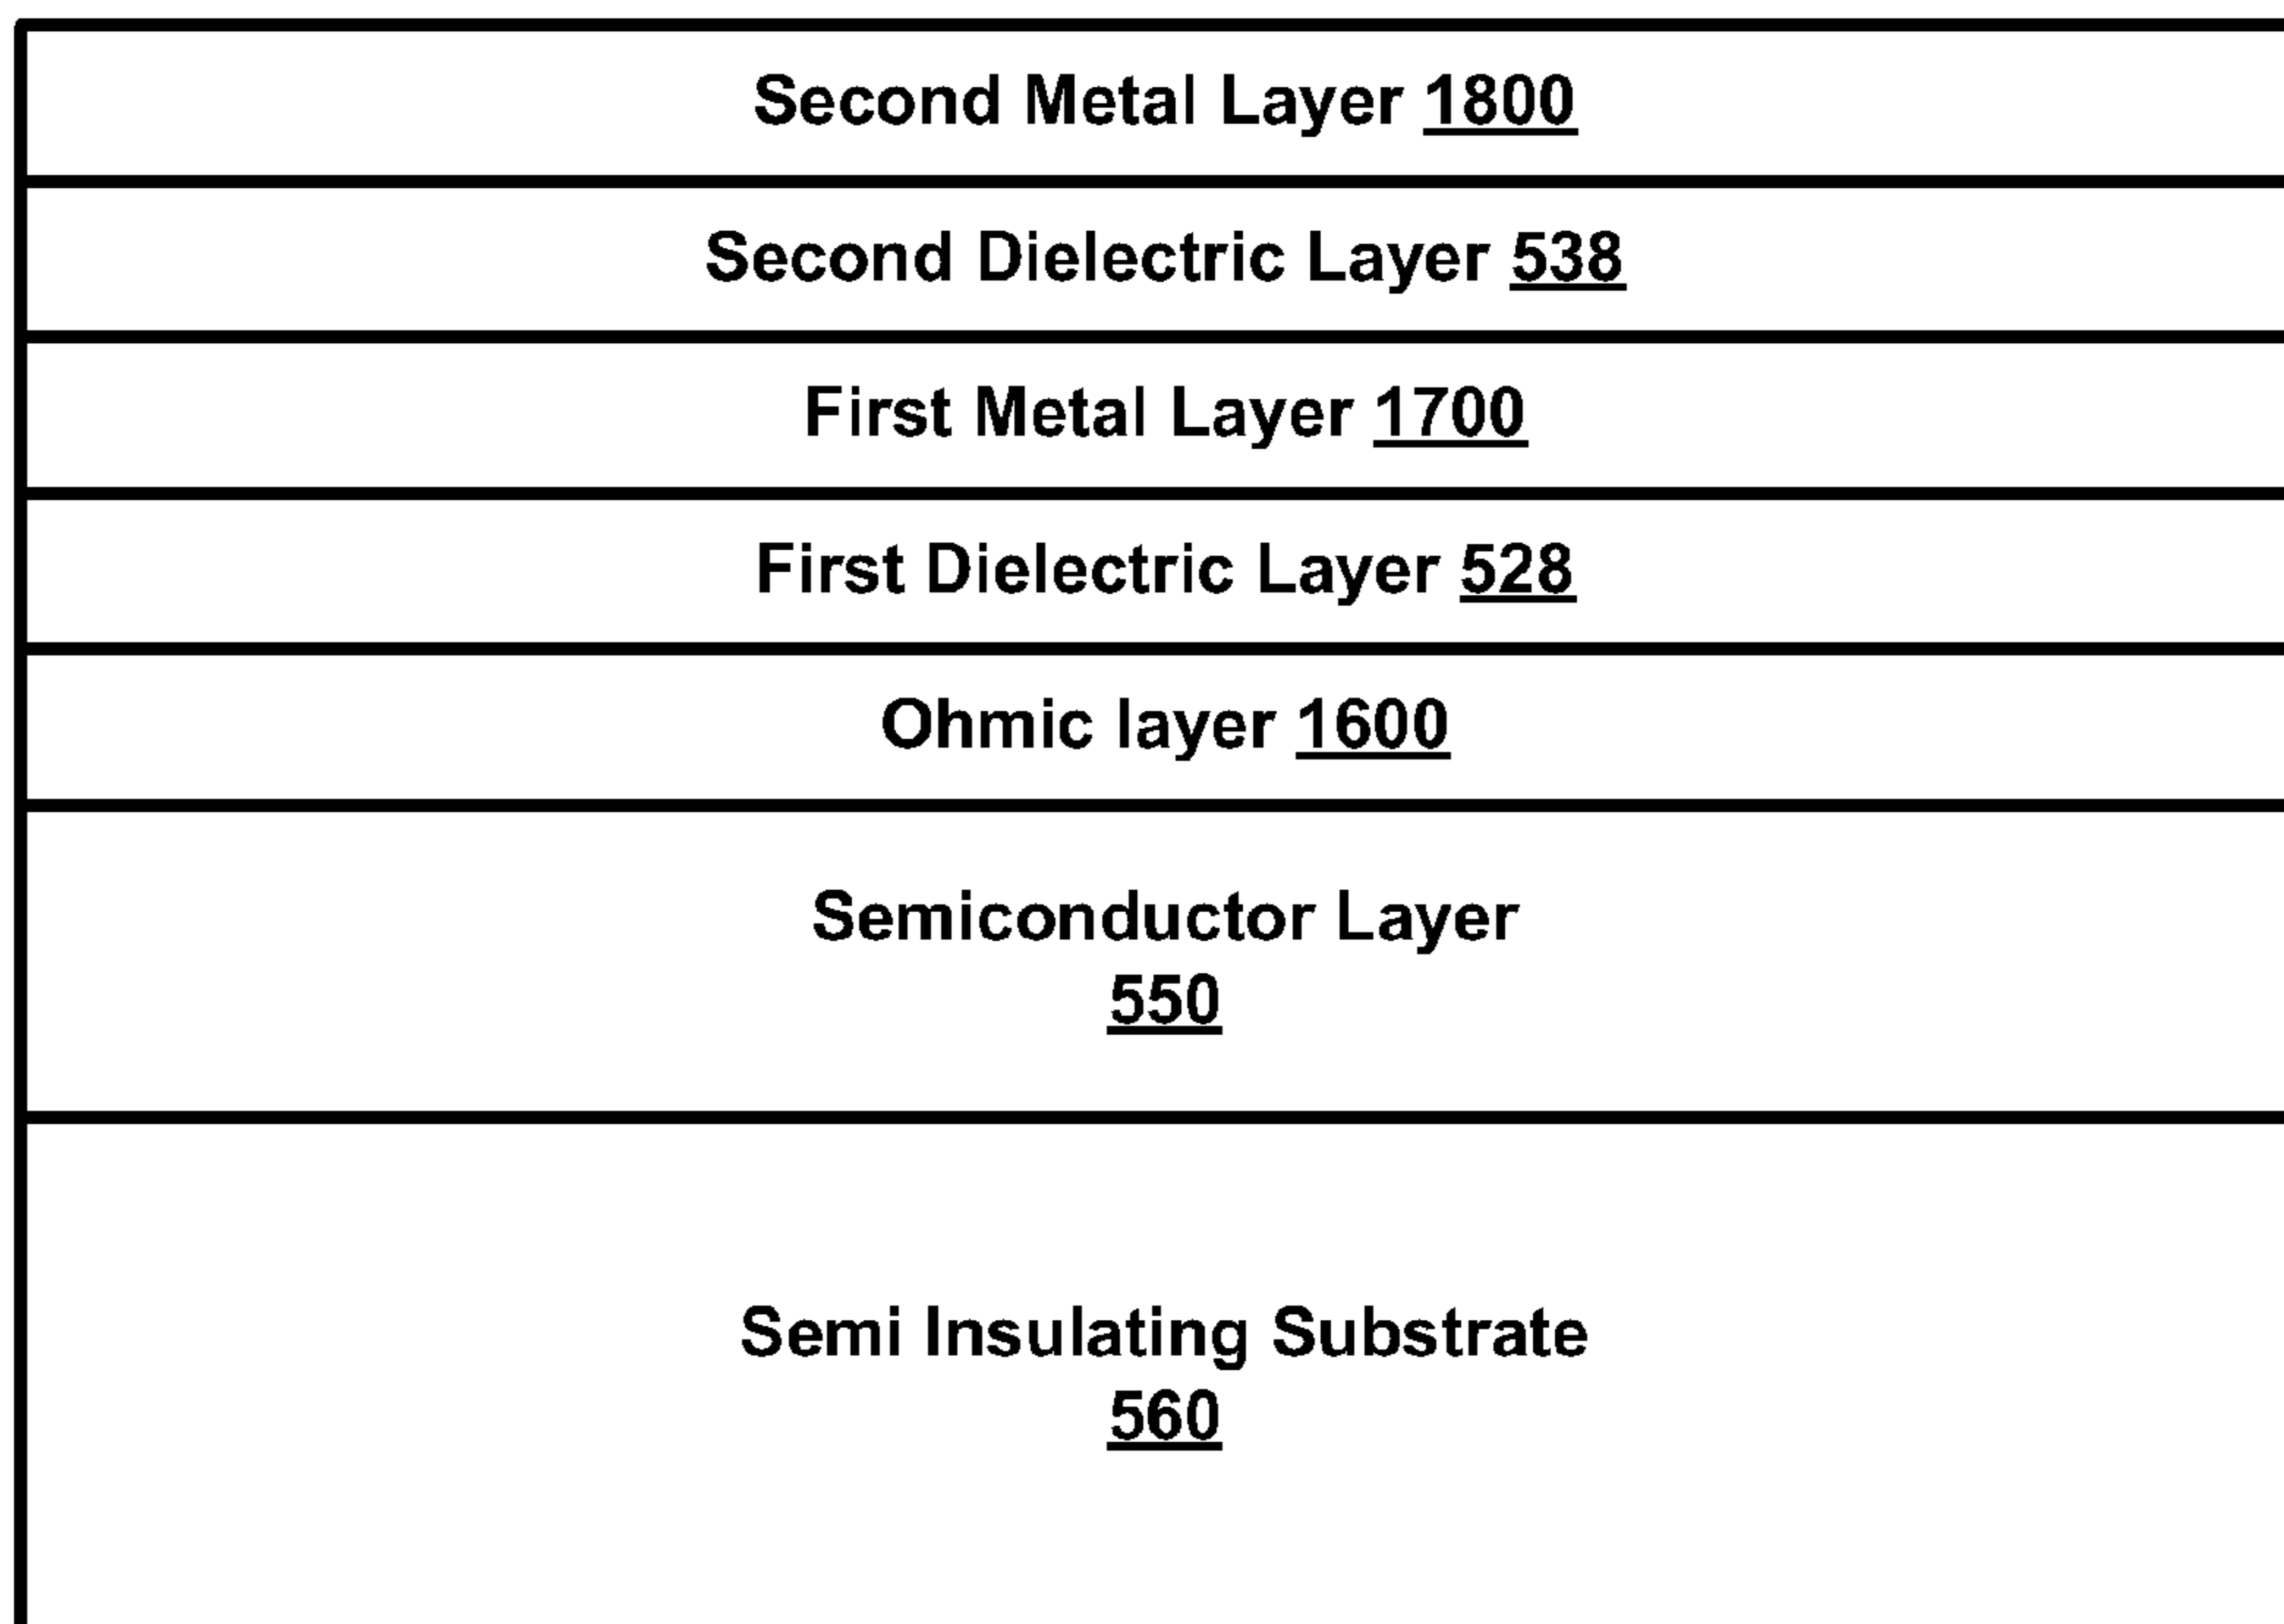 Second Metal Layer 1800
Second Dielectric Layer 538
First Metal Layer 1700
First Dielectric Layer 528
Ohmic layer 1600
Semiconductor Layer
550
Semi Insulating Substrate
560